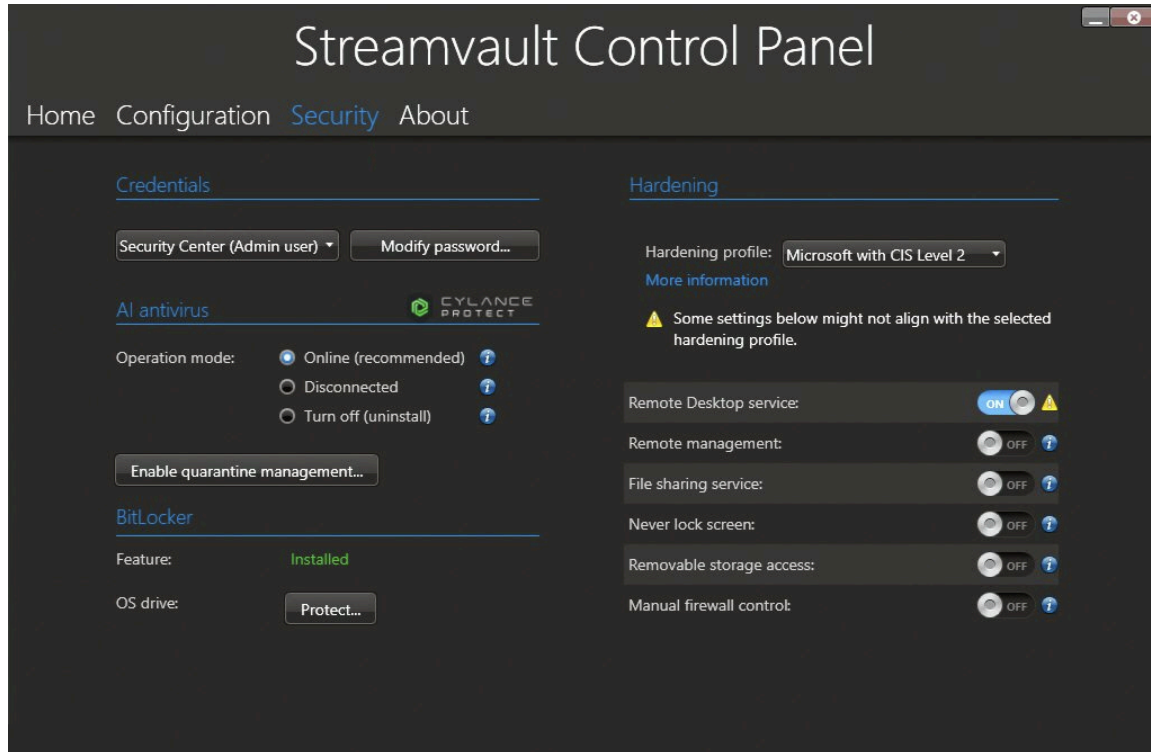 Streamvault Control Panel
Home Configuration Security About
Credentials
Security Center (Admin user) Modify password...
AI antivirus CYLANCE
PROTECT
Operation mode: Online (recommended)
Disconnected
Turn off (uninstall)
Enable quarantine management...
BitLocker
Feature: Installed
OS drive: Protect...
Hardening
Hardening profile: Microsoft with CIS Level 2
More information
Some settings below might not align with the selected
hardening profile.
Remote Desktop service: ON
Remote management: OFF
File sharing service: OFF
Never lock screen: OFF
Removable storage access: OFF
Manual firewall control: OFF